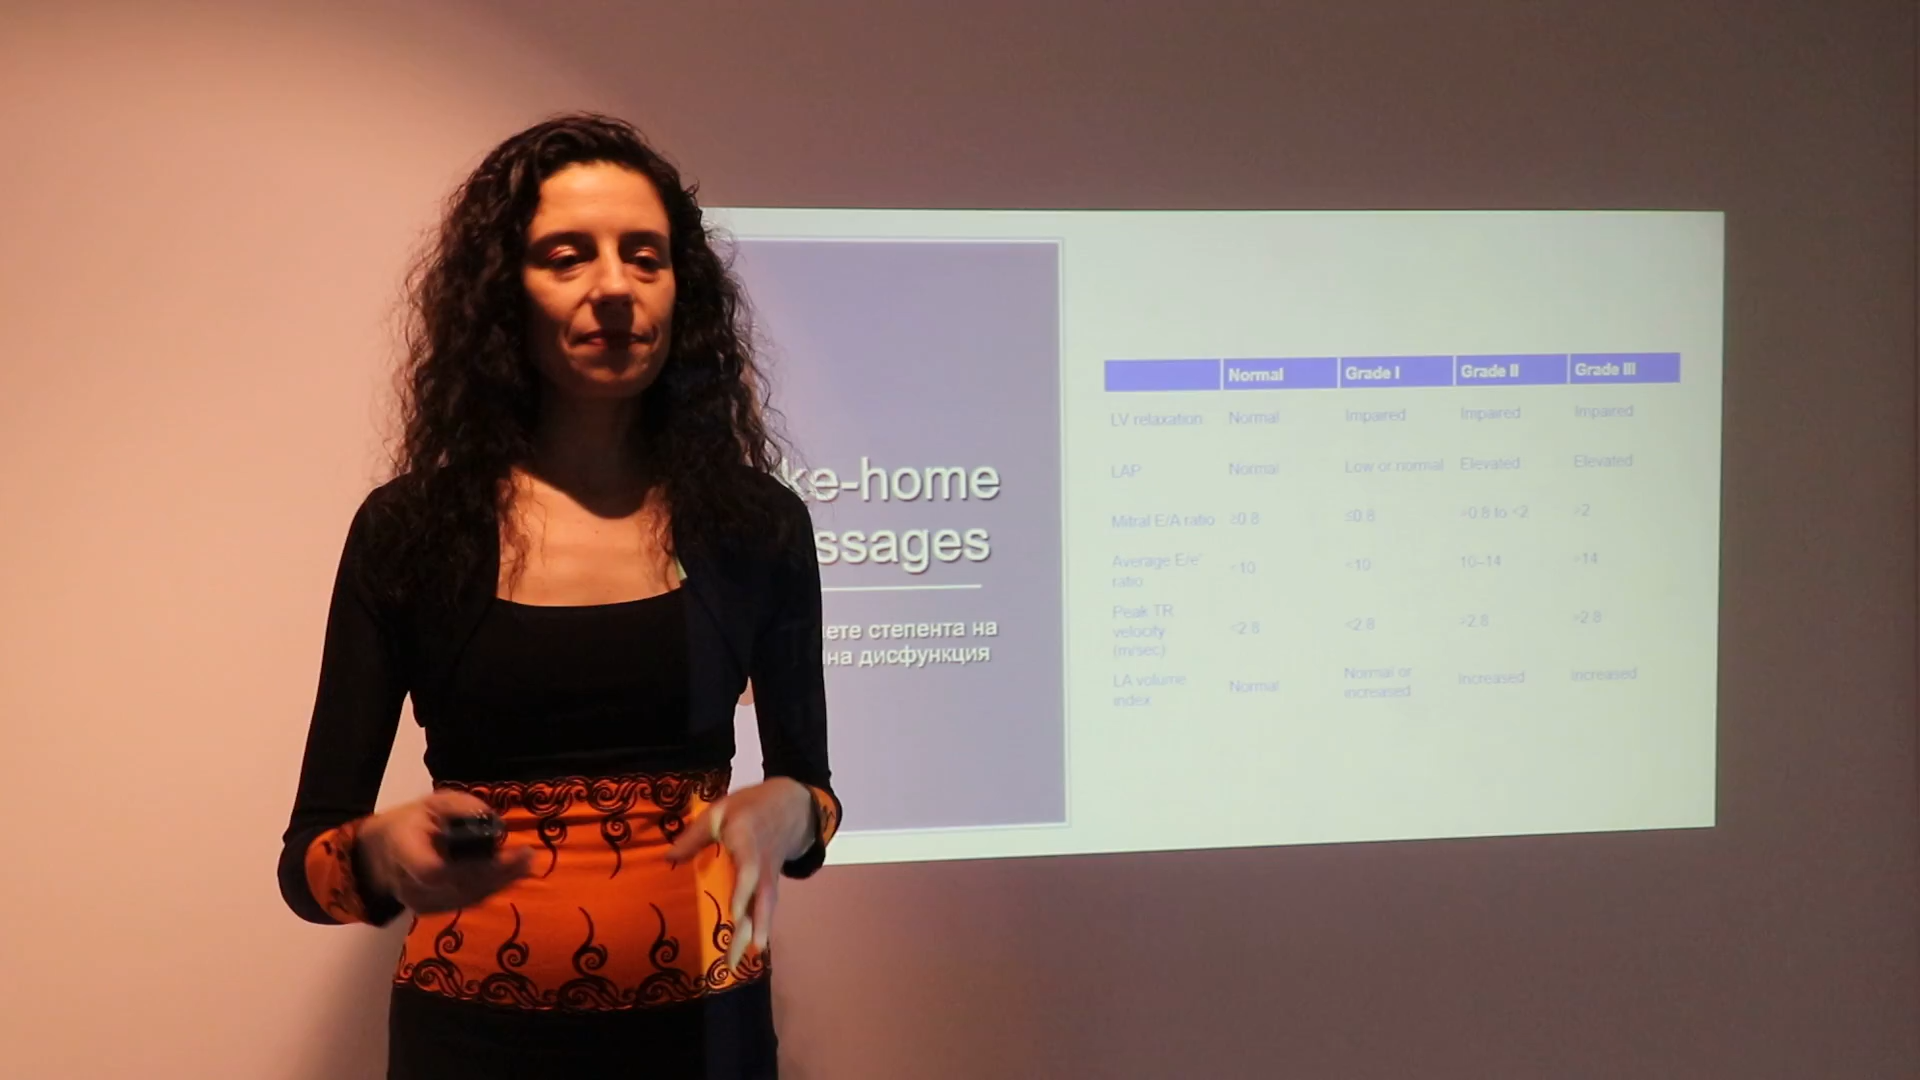 ke-home
ssages
ете степента на
на дисфункция
Normal Grade I Grade II Grade III
LV relaxation Normal Impaired Impaired Impaired
LAP Normal Low or normal Elevated Elevated
Mitral E/A ratio ≥0.8 ≤0.8 >0.8 to <2 >2
Average E/e' <10 <10 10–14 >14
ratio
Peak TR
velocity <2.8 <2.8 >2.8 >2.8
(m/sec)
LA volume Normal Normal or Increased Increased
index increased